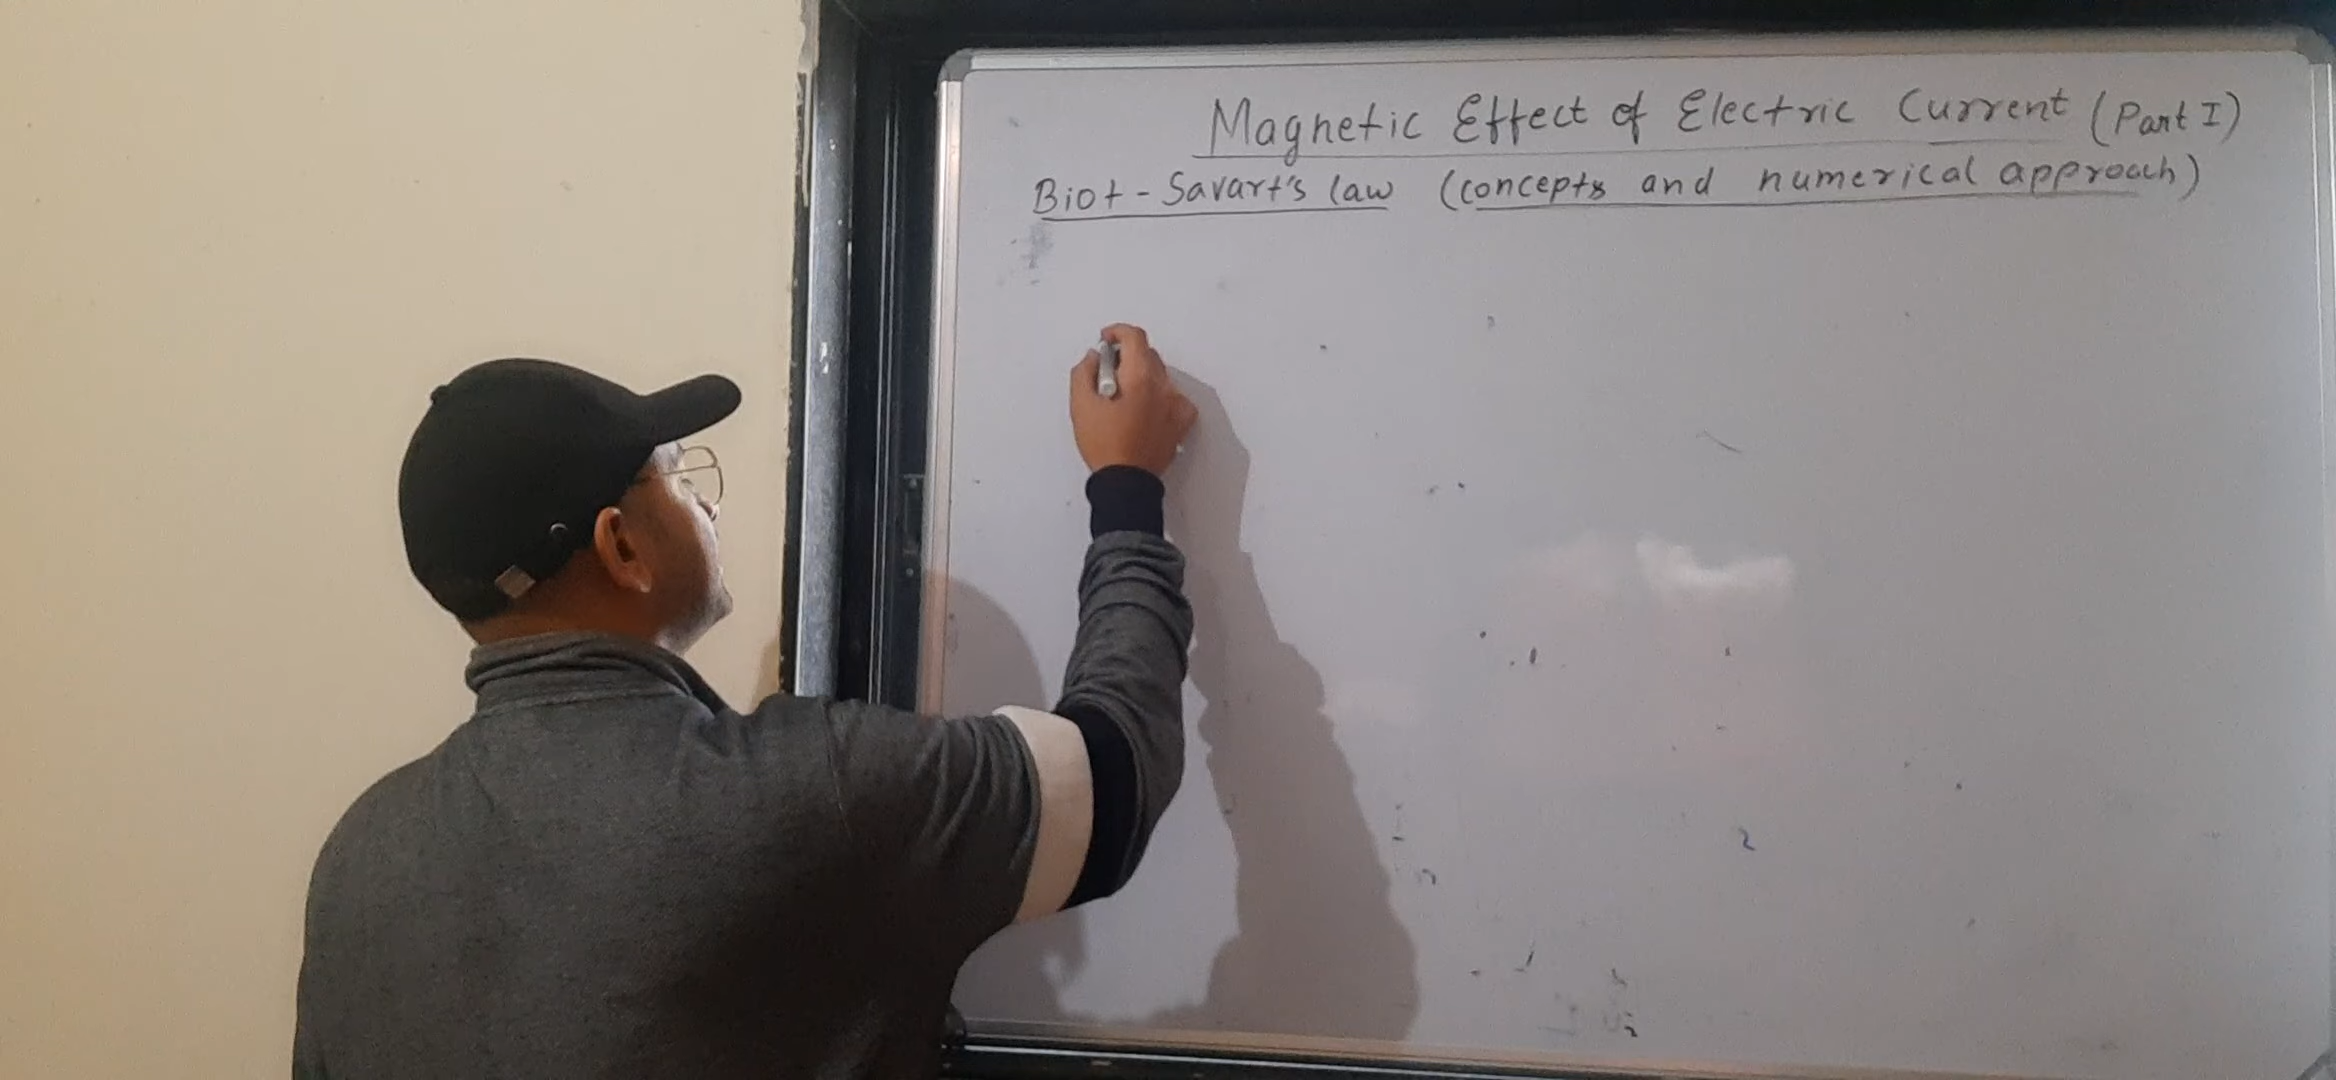 Magnetic Effect of Electric Current (Part I)
Biot-Savart's law (concepts and numerical approach)